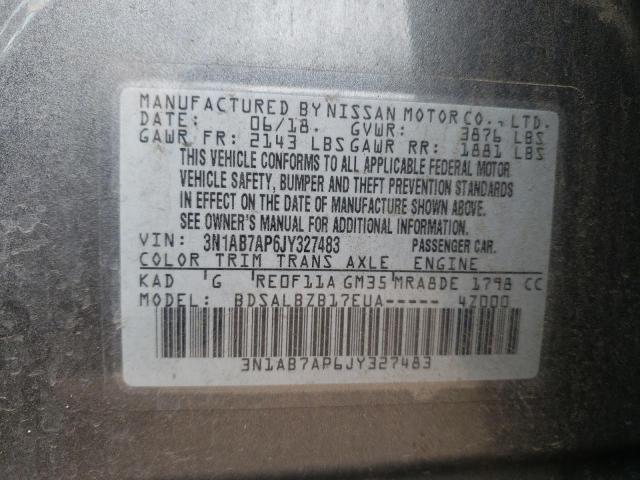 MANUFACTURED BY NISSAN MOTOR CO., LTD.
DATE: 06/18. GVWR: 3876 LBS
GAWR FR: 2143 LBS GAWR RR: 1881 LBS
THIS VEHICLE CONFORMS TO ALL APPLICABLE FEDERAL MOTOR
VEHICLE SAFETY, BUMPER AND THEFT PREVENTION STANDARDS
IN EFFECT ON THE DATE OF MANUFACTURE SHOWN ABOVE.
SEE OWNER'S MANUAL FOR ADDITIONAL INFORMATION.
VIN: 3N1AB7AP6JY327483 PASSENGER CAR.
COLOR TRIM TRANS AXLE ENGINE
KAD G RE0F11A GM35 MRA8DE 1798 CC
MODEL: BDSALBZB17EUA----- 4Z000
3N1AB7AP6JY327483